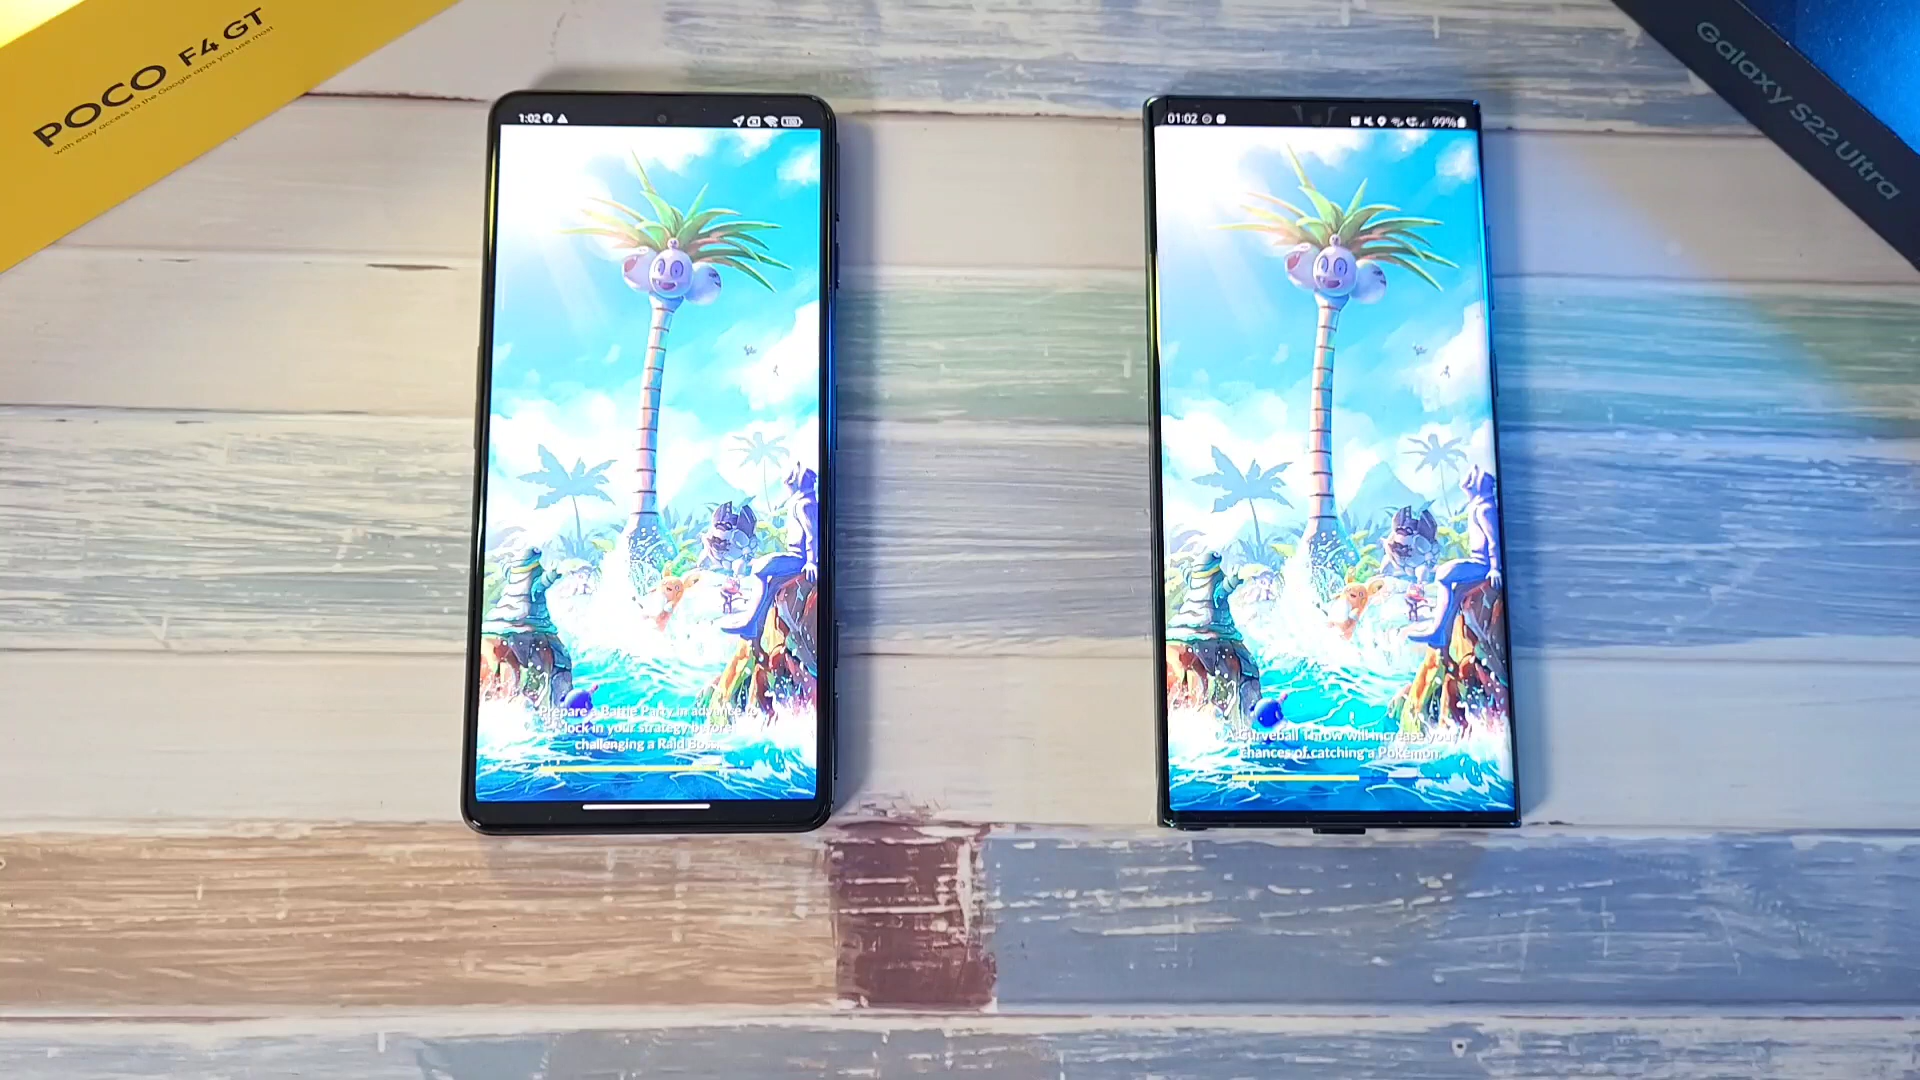 POCO F4 GT
with easy access to the Google apps you use most
Galaxy S22 Ultra
1:02
100
01:02
99%
Prepare a Battle Party in advance to
lock in your strategy before
challenging a Raid Boss.
A Curveball Throw will increase your
chances of catching a Pokémon.